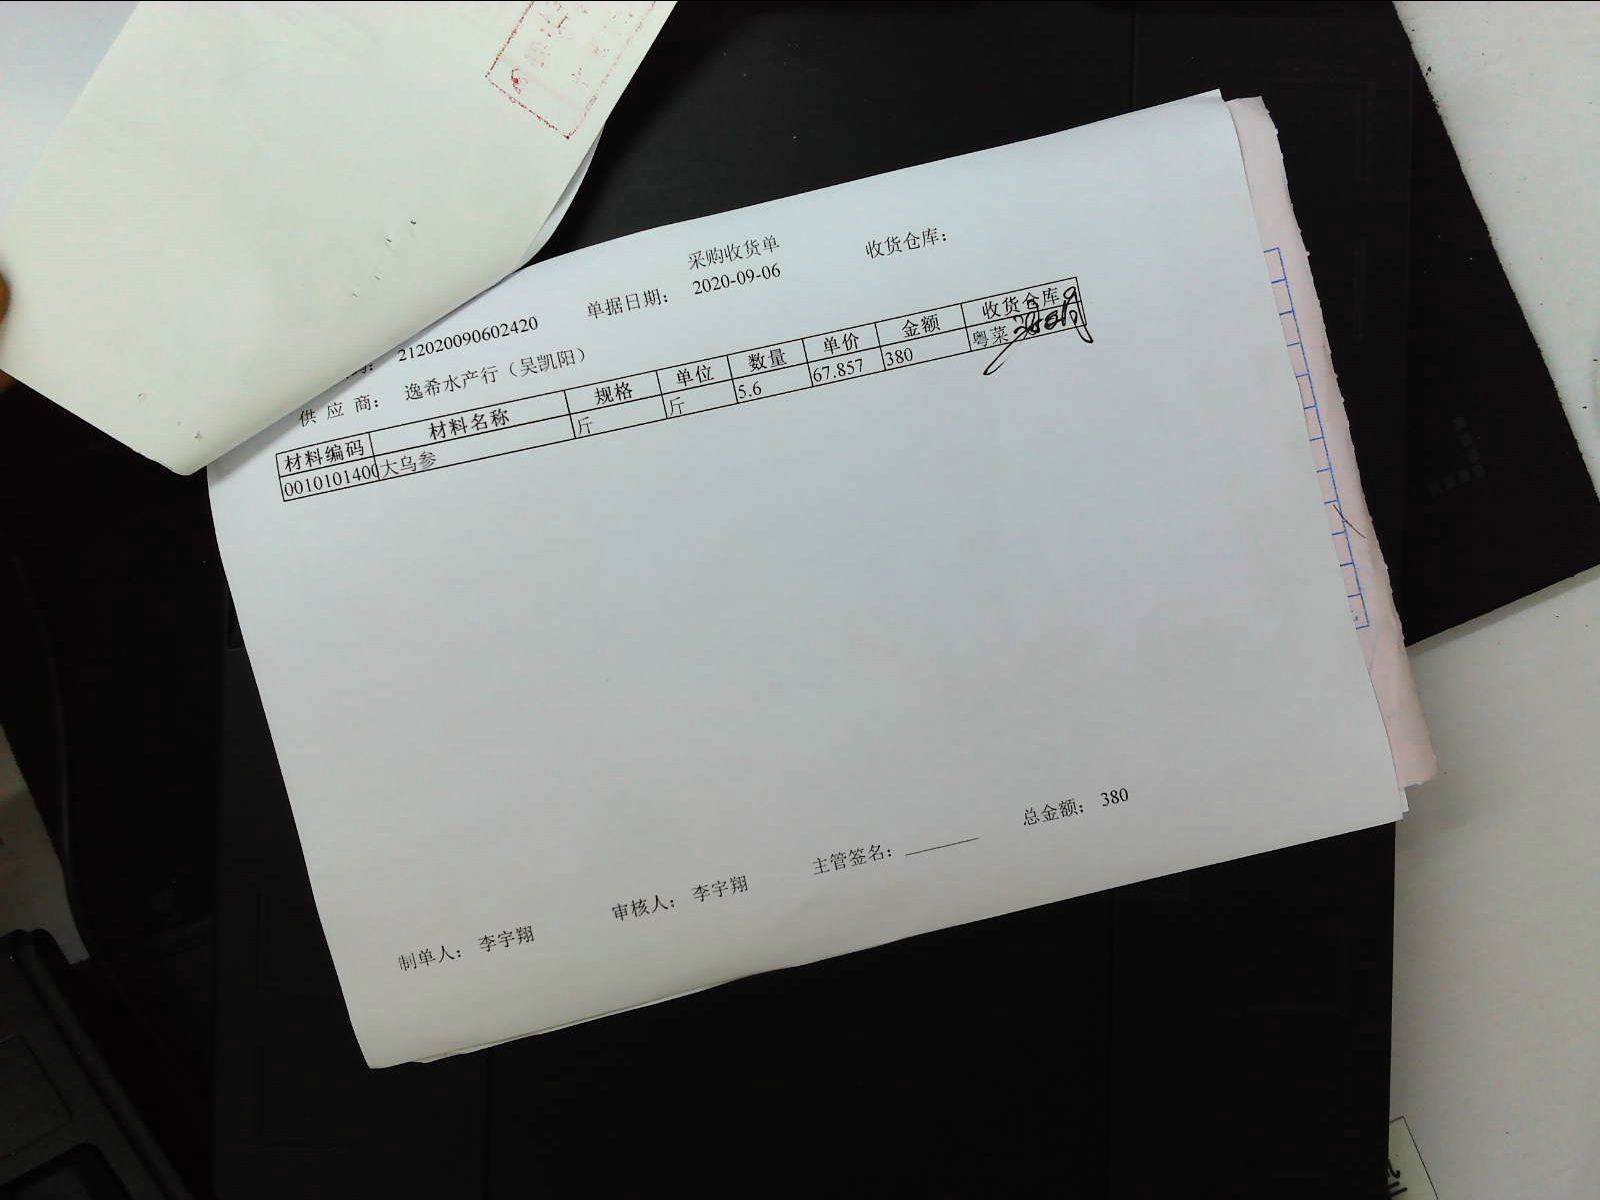 采购收货单
收货仓库：
212020090602420 单据日期： 2020-09-06
供 应 商： 逸希水产行（吴凯阳）
材料编码 材料名称 规格 单位 数量 单价 金额 收货仓库
0010101400 大乌参 斤 斤 5.6 67.857 380 粤菜
制单人： 李宇翔 审核人： 李宇翔 主管签名： 总金额： 380